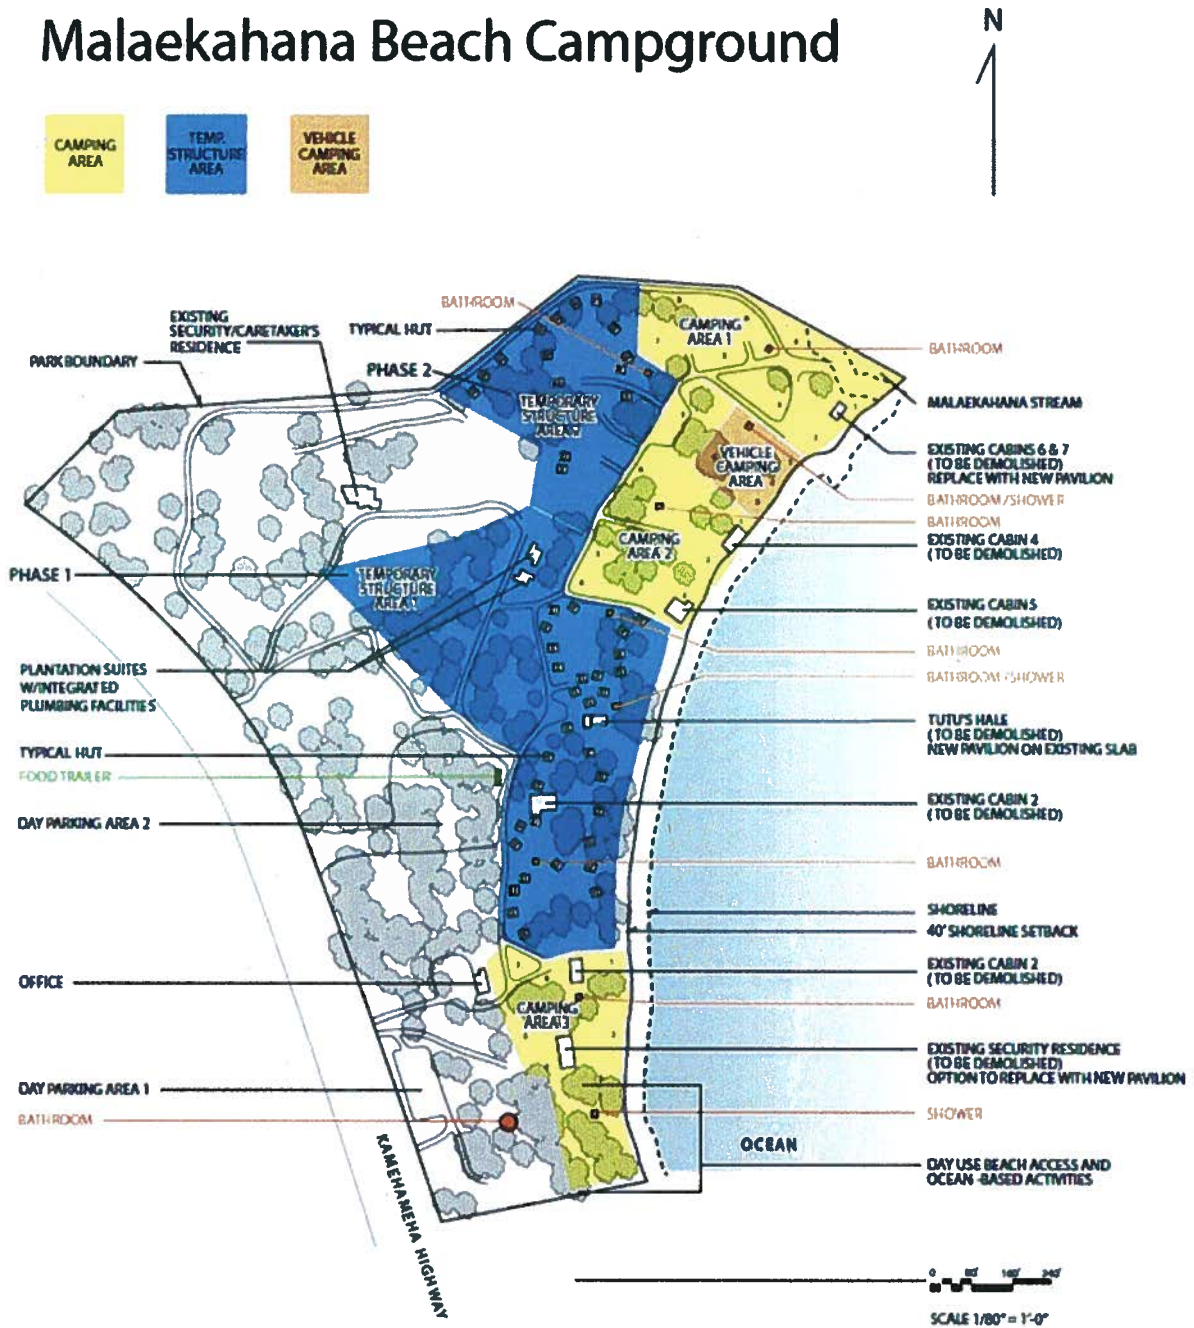 Malaekahana Beach Campground
N
CAMPING
AREA
TEMP.
STRUCTURE
AREA
VEHICLE
CAMPING
AREA
BATHROOM
EXISTING
SECURITY/CARETAKER'S
RESIDENCE
TYPICAL HUT
PARK BOUNDARY
PHASE 2
CAMPING
AREA 1
BATHROOM
TEMPORARY
STRUCTURE
AREA 2
MALAEKAHANA STREAM
VEHICLE
CAMPING
AREA
EXISTING CABINS 6 & 7
(TO BE DEMOLISHED)
REPLACE WITH NEW PAVILION
BATHROOM/SHOWER
BATHROOM
CAMPING
AREA 2
EXISTING CABIN 4
(TO BE DEMOLISHED)
PHASE 1
TEMPORARY
STRUCTURE
AREA 1
EXISTING CABIN 5
(TO BE DEMOLISHED)
BATHROOM
PLANTATION SUITES
W/INTEGRATED
PLUMBING FACILITIES
BATHROOM/SHOWER
TUTU'S HALE
(TO BE DEMOLISHED)
NEW PAVILION ON EXISTING SLAB
TYPICAL HUT
FOOD TRAILER
EXISTING CABIN 2
(TO BE DEMOLISHED)
DAY PARKING AREA 2
BATHROOM
SHORELINE
40' SHORELINE SETBACK
EXISTING CABIN 2
(TO BE DEMOLISHED)
OFFICE
BATHROOM
CAMPING
AREA 3
EXISTING SECURITY RESIDENCE
(TO BE DEMOLISHED)
OPTION TO REPLACE WITH NEW PAVILION
DAY PARKING AREA 1
BATHROOM
SHOWER
OCEAN
DAY USE BEACH ACCESS AND
OCEAN -BASED ACTIVITIES
KAMEHAMEHA HIGHWAY
0 80' 160' 240'
SCALE 1/80" = 1'-0"